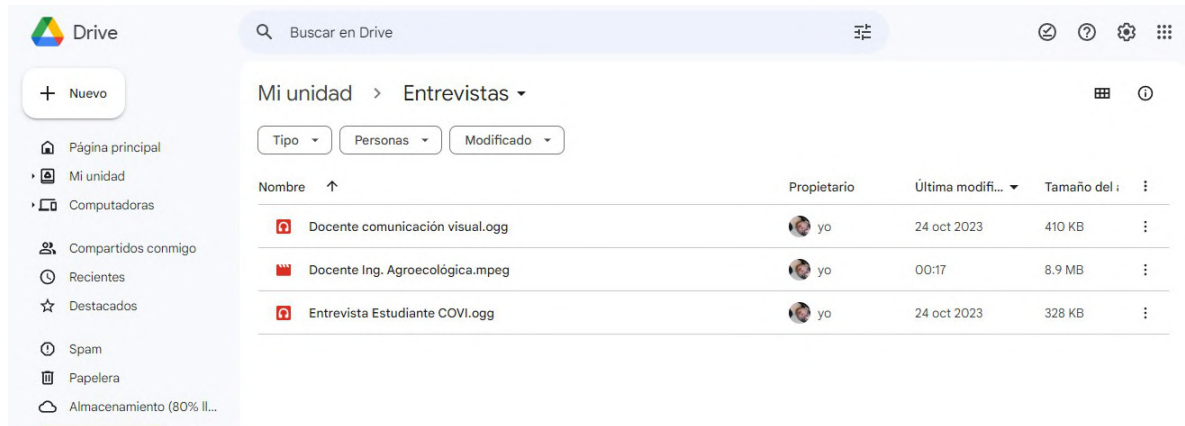 Drive
Buscar en Drive
Nuevo
Mi unidad > Entrevistas
Tipo Personas Modificado
Página principal
Mi unidad
Computadoras
Compartidos conmigo
Recientes
Destacados
Spam
Papelera
Almacenamiento (80% ll...
Nombre Propietario Última modifi... Tamaño del
Docente comunicación visual.ogg yo 24 oct 2023 410 KB
Docente Ing. Agroecológica.mpeg yo 00:17 8.9 MB
Entrevista Estudiante COVI.ogg yo 24 oct 2023 328 KB